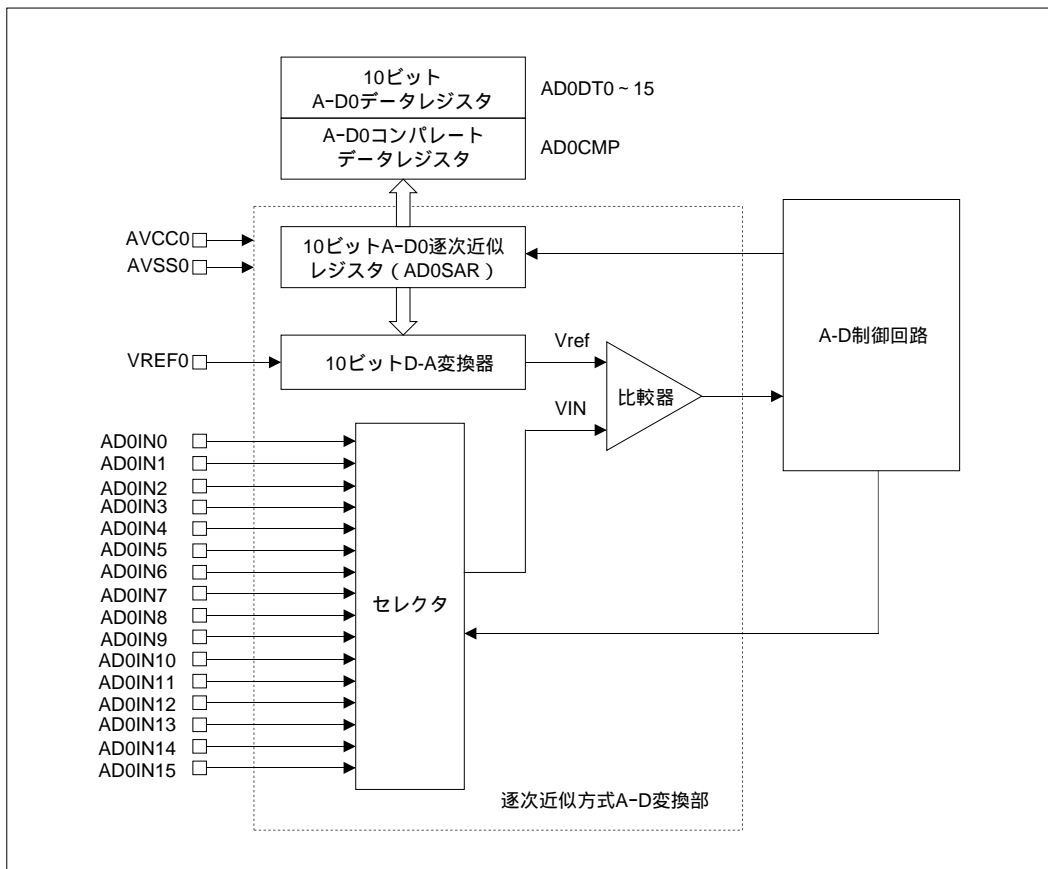 10ビット
A-D0データレジスタ
AD0DT0 ~ 15
A-D0コンパレート
データレジスタ
AD0CMP
AVCC0
AVSS0
10ビットA-D0逐次近似
レジスタ ( AD0SAR )
A-D制御回路
VREF0
10ビットD-A変換器
Vref
比較器
VIN
AD0IN0
AD0IN1
AD0IN2
AD0IN3
AD0IN4
AD0IN5
AD0IN6
AD0IN7
AD0IN8
AD0IN9
AD0IN10
AD0IN11
AD0IN12
AD0IN13
AD0IN14
AD0IN15
セレクタ
逐次近似方式A-D変換部